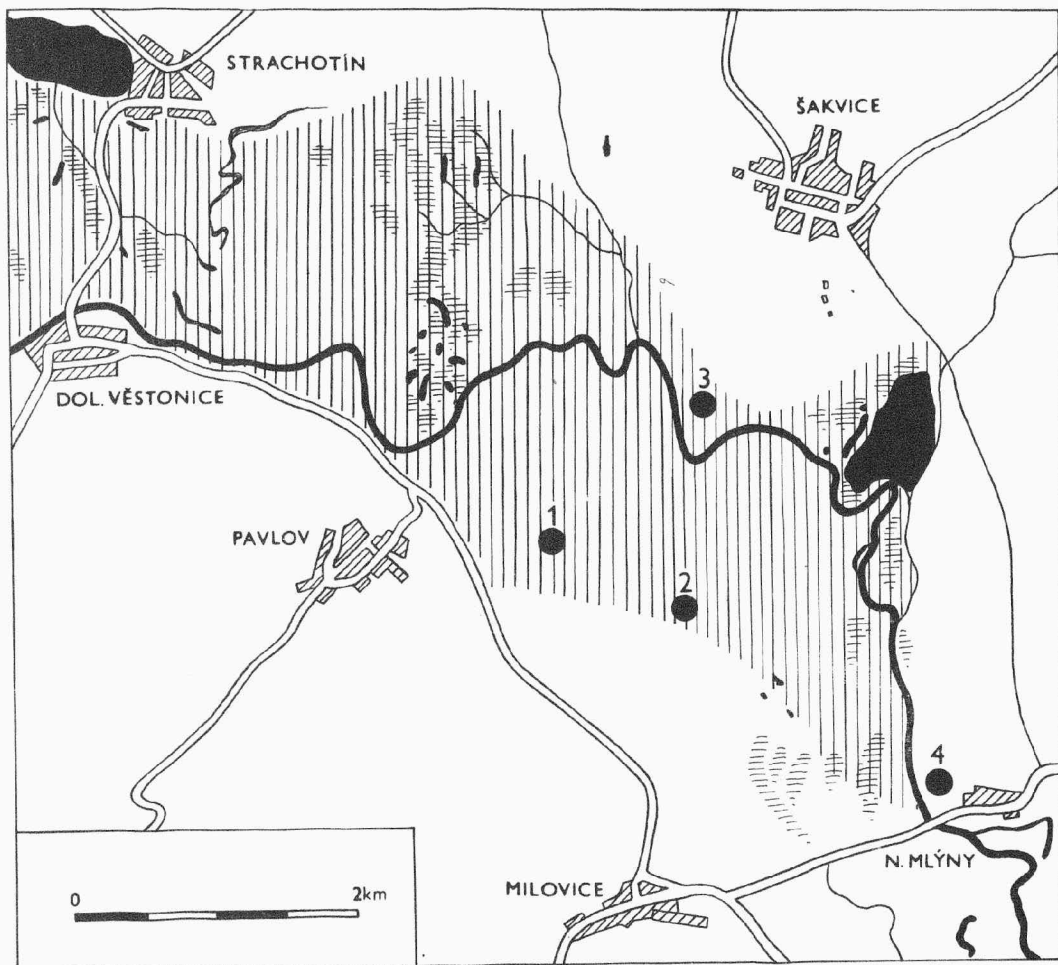 STRACHOTÍN
ŠAKVICE
DOL. VĚSTONICE
3
1
PAVLOV
2
4
N. MLÝNY
MILOVICE
0 2km